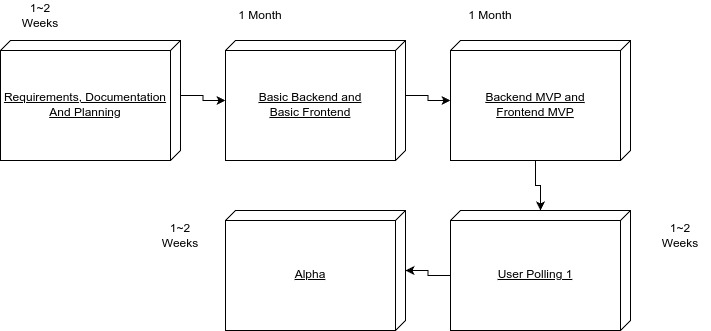 1~2
Weeks
1 Month
1 Month
Requirements, Documentation
And Planning
Basic Backend and
Basic Frontend
Backend MVP and
Frontend MVP
1~2
Weeks
Alpha
User Polling 1
1~2
Weeks